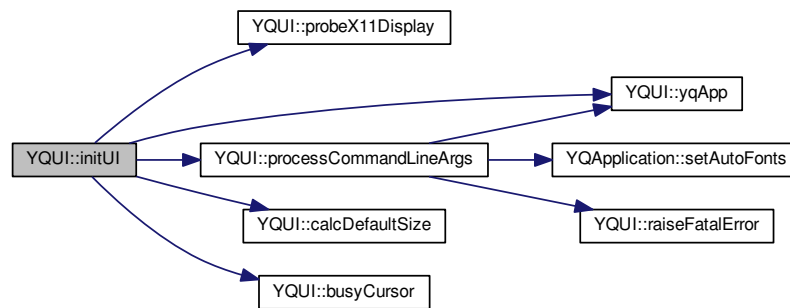 YQUI::probeX11Display
YQUI::yqApp
YQUI::initUI
YQUI::processCommandLineArgs
YQApplication::setAutoFonts
YQUI::calcDefaultSize
YQUI::raiseFatalError
YQUI::busyCursor